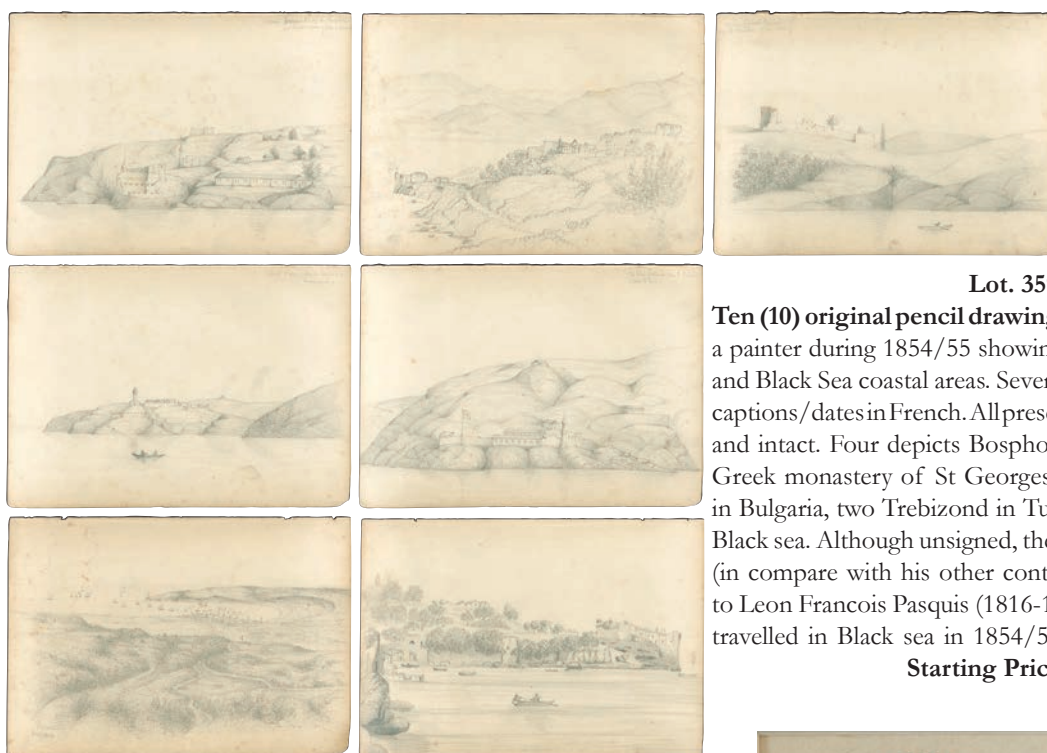 Lot. 35
Ten (10) original pencil drawing
a painter during 1854/55 showin
and Black Sea coastal areas. Sever
captions/dates in French. All prese
and intact. Four depicts Bospho
Greek monastery of St Georges
in Bulgaria, two Trebizond in Tu
Black sea. Although unsigned, the
(in compare with his other cont
to Leon Francois Pasquis (1816-1
travelled in Black sea in 1854/5
Starting Pric